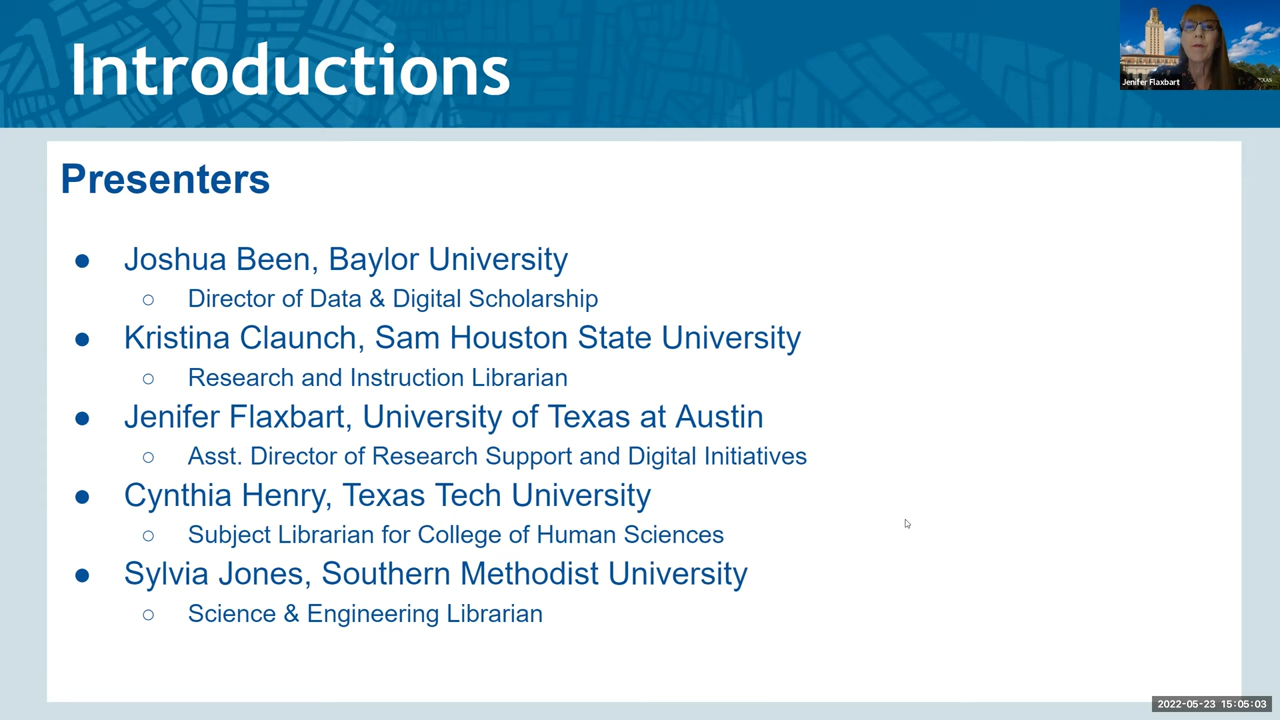 Introductions
Jenifer Flaxbart
Presenters
● Joshua Been, Baylor University
○ Director of Data & Digital Scholarship
● Kristina Claunch, Sam Houston State University
○ Research and Instruction Librarian
● Jenifer Flaxbart, University of Texas at Austin
○ Asst. Director of Research Support and Digital Initiatives
● Cynthia Henry, Texas Tech University
○ Subject Librarian for College of Human Sciences
● Sylvia Jones, Southern Methodist University
○ Science & Engineering Librarian
2022-05-23 15:05:03